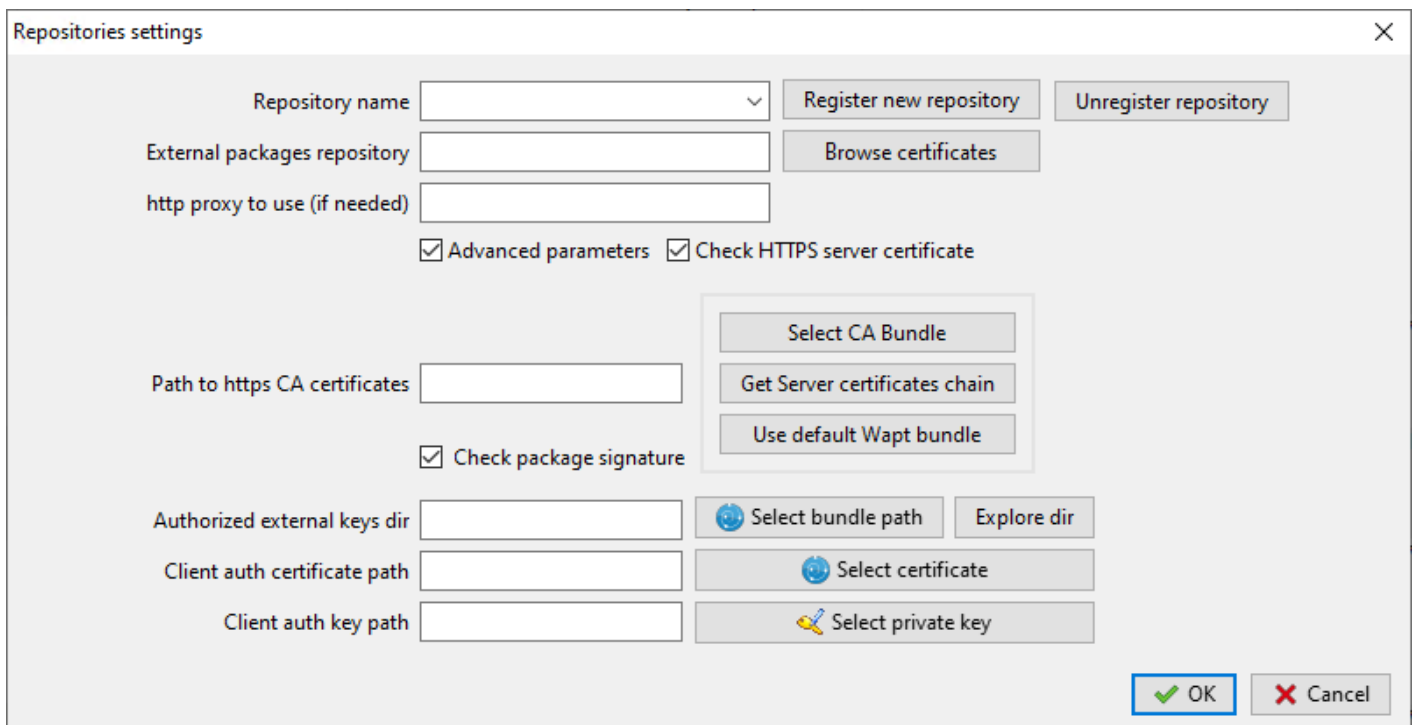 Repositories settings
Repository name Register new repository Unregister repository
External packages repository Browse certificates
http proxy to use (if needed)
Advanced parameters Check HTTPS server certificate
Select CA Bundle
Path to https CA certificates Get Server certificates chain
Use default Wapt bundle
Check package signature
Authorized external keys dir Select bundle path Explore dir
Client auth certificate path Select certificate
Client auth key path Select private key
OK Cancel